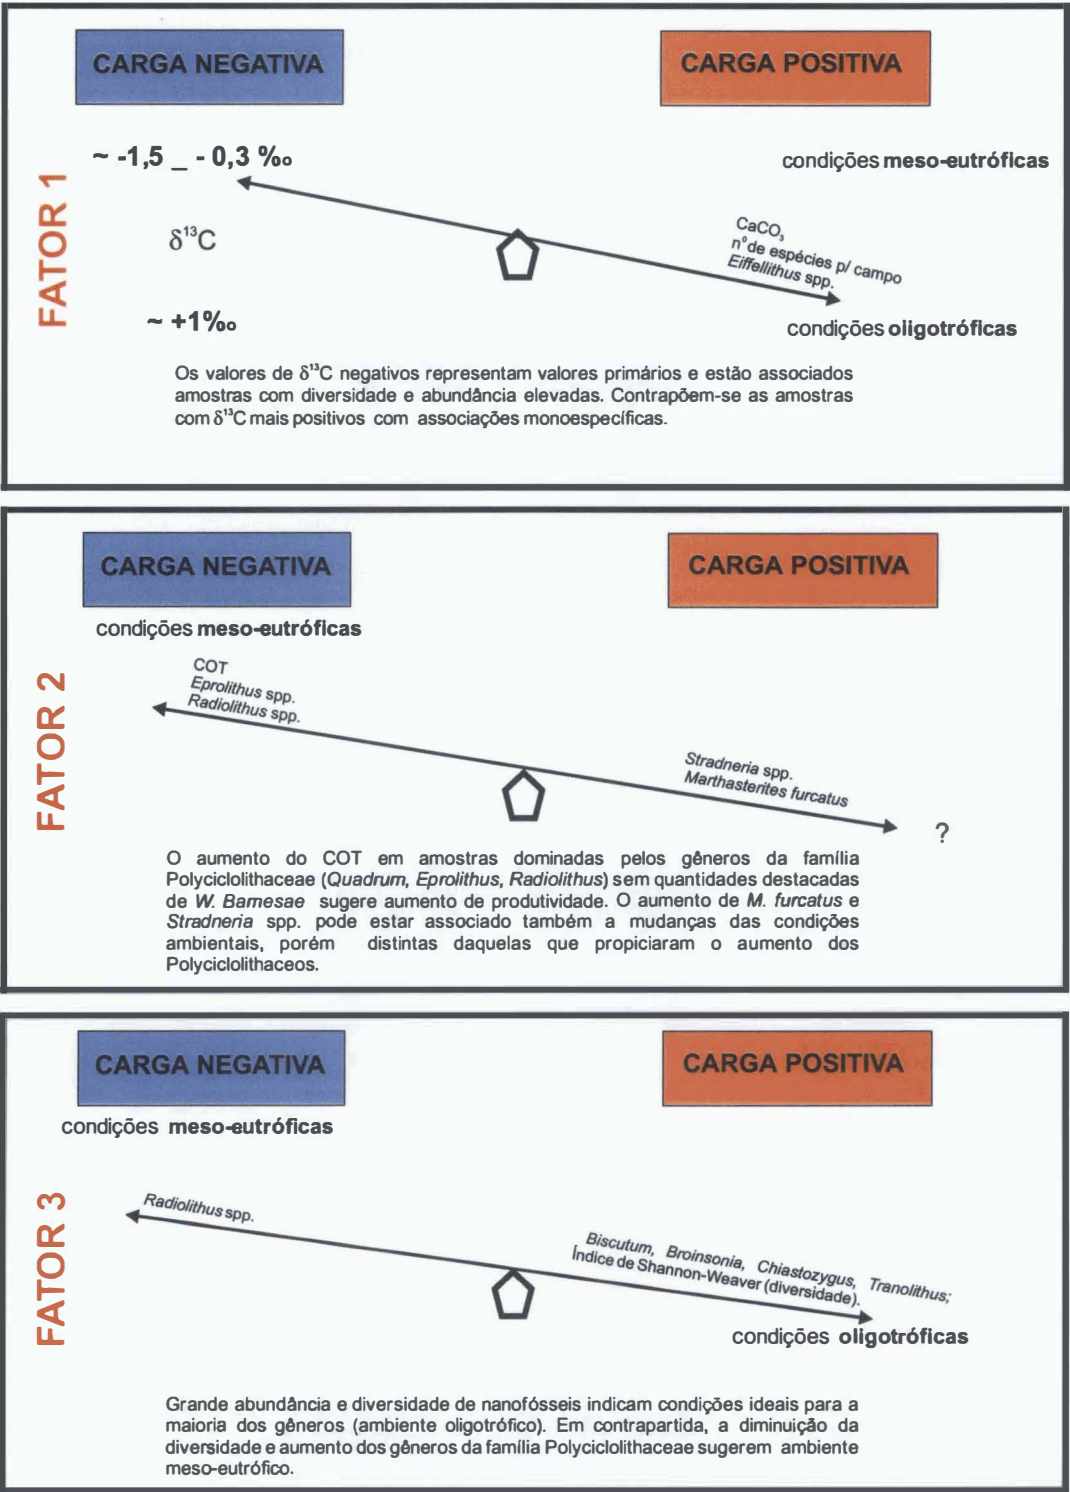 CARGA NEGATIVA
CARGA POSITIVA
FATOR 1
~ -1,5 _ - 0,3 ‰
condições meso-eutróficas
δ¹³C
CaCO₃
nº de espécies p/ campo
Eiffellithus spp.
~ +1‰
condições oligotróficas
Os valores de δ¹³C negativos representam valores primários e estão associados
amostras com diversidade e abundância elevadas. Contrapõem-se as amostras
com δ¹³C mais positivos com associações monoespecíficas.
CARGA NEGATIVA
CARGA POSITIVA
condições meso-eutróficas
FATOR 2
COT
Eprolithus spp.
Radiolithus spp.
Stradneria spp.
Marthasterites furcatus
?
O aumento do COT em amostras dominadas pelos gêneros da família
Polyciclolithaceae (Quadrum, Eprolithus, Radiolithus) sem quantidades destacadas
de W. Barnesae sugere aumento de produtividade. O aumento de M. furcatus e
Stradneria spp. pode estar associado também a mudanças das condições
ambientais, porém distintas daquelas que propiciaram o aumento dos
Polyciclolithaceos.
CARGA NEGATIVA
CARGA POSITIVA
condições meso-eutróficas
FATOR 3
Radiolithus spp.
Biscutum, Broinsonia, Chiastozygus, Tranolithus;
Índice de Shannon-Weaver (diversidade).
condições oligotróficas
Grande abundância e diversidade de nanofósseis indicam condições ideais para a
maioria dos gêneros (ambiente oligotrófico). Em contrapartida, a diminuição da
diversidade e aumento dos gêneros da família Polyciclolithaceae sugerem ambiente
meso-eutrófico.